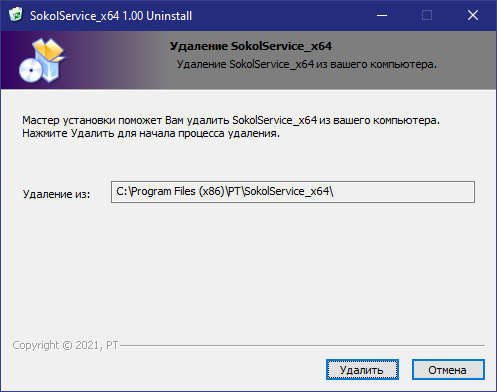 SokolService_x64 1.00 Uninstall
Удаление SokolService_x64
Удаление SokolService_x64 из вашего компьютера.
Мастер установки поможет Вам удалить SokolService_x64 из вашего компьютера.
Нажмите Удалить для начала процесса удаления.
Удаление из: C:\Program Files (x86)\PT\SokolService_x64\
Copyright © 2021, PT
Удалить Отмена